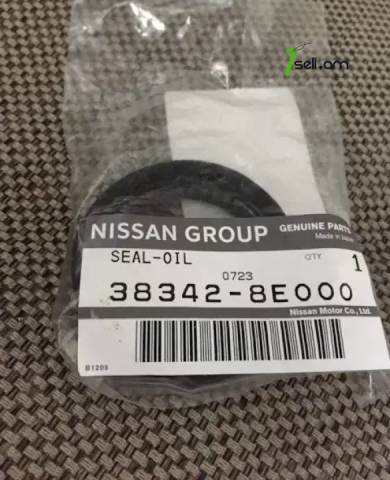 sell.am
NISSAN GROUP GENUINE PARTS
Made in Japan
SEAL-OIL QTY 1
0723
38342-8E000
Nissan Motor Co., Ltd.
B1203